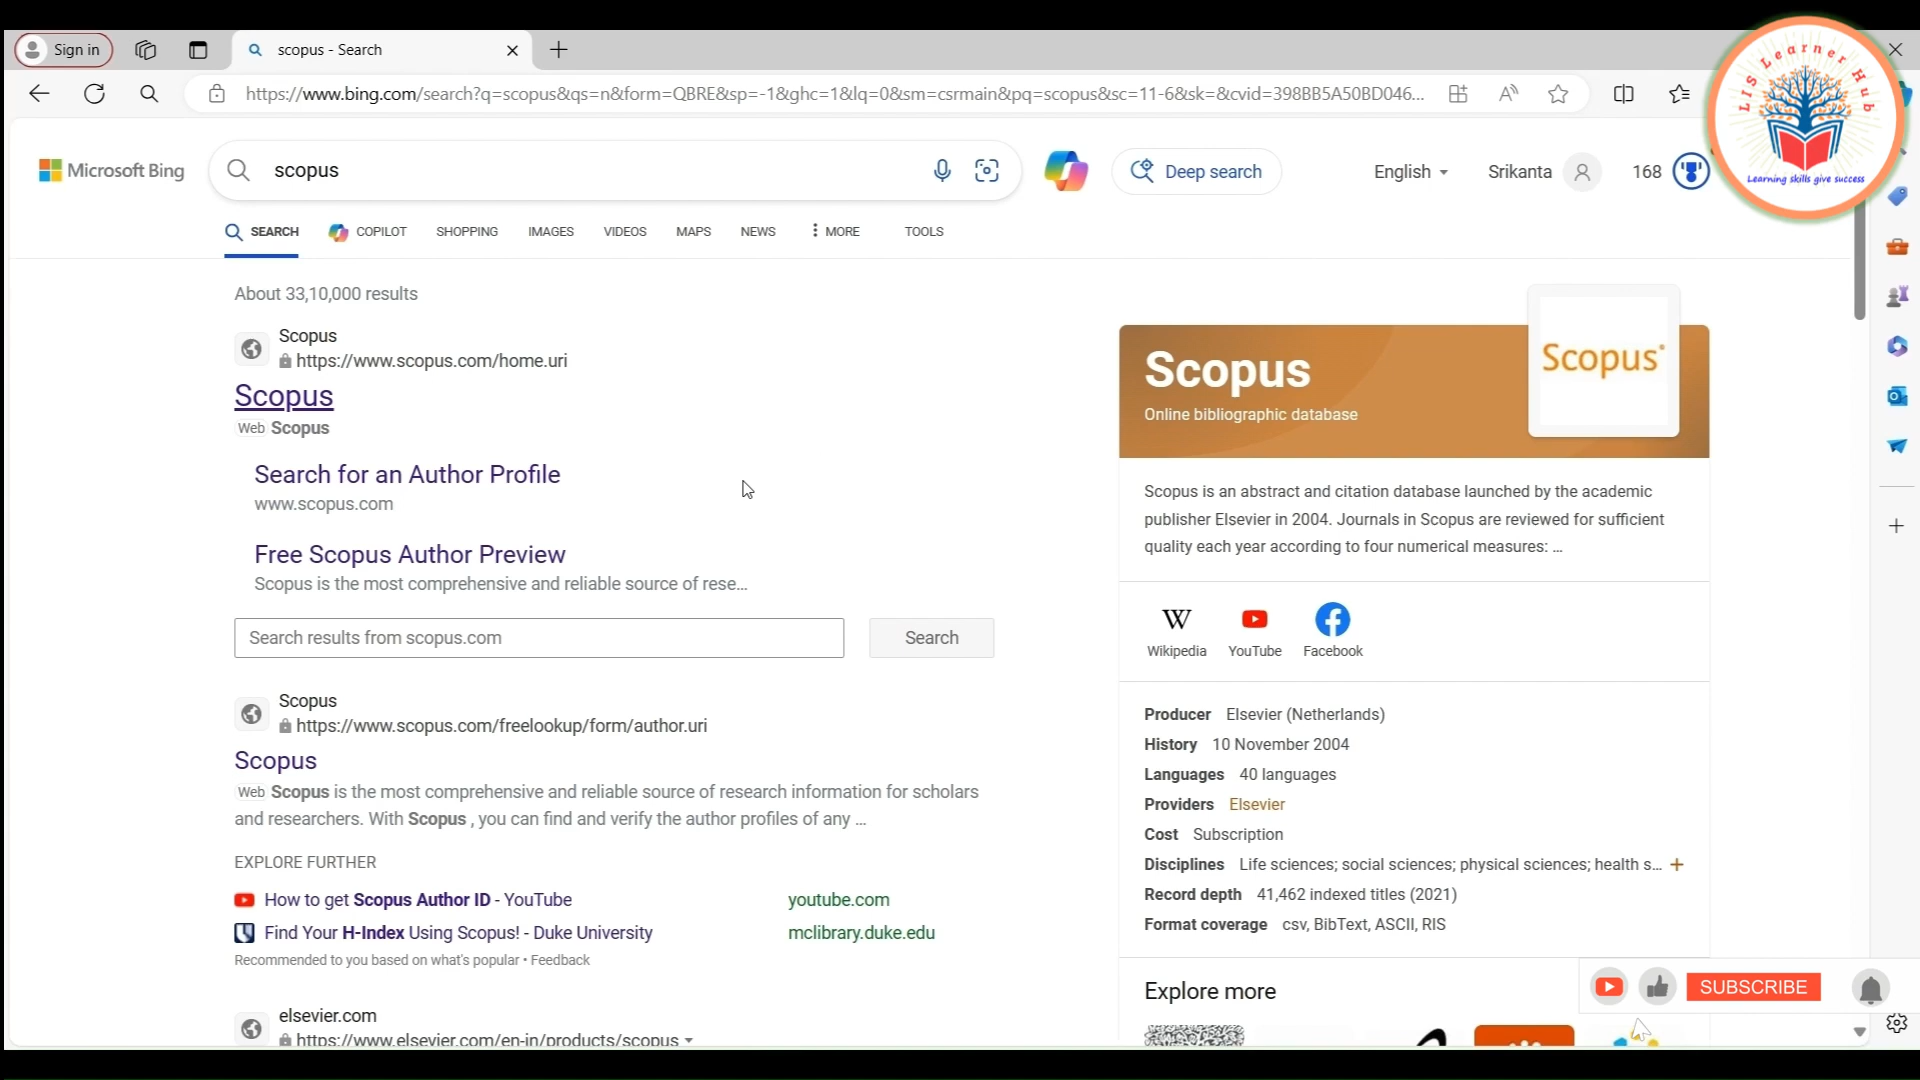 Sign in
scopus - Search
https://www.bing.com/search?q=scopus&qs=n&form=QBRE&sp=-1&ghc=1&lq=0&sm=csrmain&pq=scopus&sc=11-6&sk=&cvid=398BB5A50BD046...
LIS Learner Hub
Learning skills give success
Microsoft Bing
scopus
Deep search
English
Srikanta
168
SEARCH
COPILOT
SHOPPING
IMAGES
VIDEOS
MAPS
NEWS
MORE
TOOLS
About 33,10,000 results
Scopus
https://www.scopus.com/home.uri
Scopus
Web Scopus
Search for an Author Profile
www.scopus.com
Free Scopus Author Preview
Scopus is the most comprehensive and reliable source of rese...
Search results from scopus.com
Search
Scopus
https://www.scopus.com/freelookup/form/author.uri
Scopus
Web Scopus is the most comprehensive and reliable source of research information for scholars
and researchers. With Scopus , you can find and verify the author profiles of any ...
EXPLORE FURTHER
How to get Scopus Author ID - YouTube
youtube.com
Find Your H-Index Using Scopus! - Duke University
mclibrary.duke.edu
Recommended to you based on what's popular • Feedback
elsevier.com
https://www.elsevier.com/en-in/products/scopus
Scopus
Online bibliographic database
Scopus®
Scopus is an abstract and citation database launched by the academic
publisher Elsevier in 2004. Journals in Scopus are reviewed for sufficient
quality each year according to four numerical measures: ...
W
Wikipedia
YouTube
Facebook
Producer Elsevier (Netherlands)
History 10 November 2004
Languages 40 languages
Providers Elsevier
Cost Subscription
Disciplines Life sciences; social sciences; physical sciences; health s...
Record depth 41,462 indexed titles (2021)
Format coverage csv, BibText, ASCII, RIS
Explore more
SUBSCRIBE